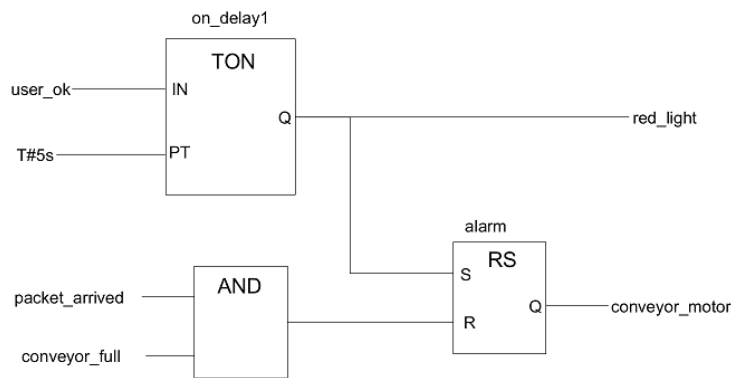 on_delay1
TON
user_ok
IN
Q
red_light
T#5s
PT
alarm
RS
AND
S
packet_arrived
Q
conveyor_motor
R
conveyor_full